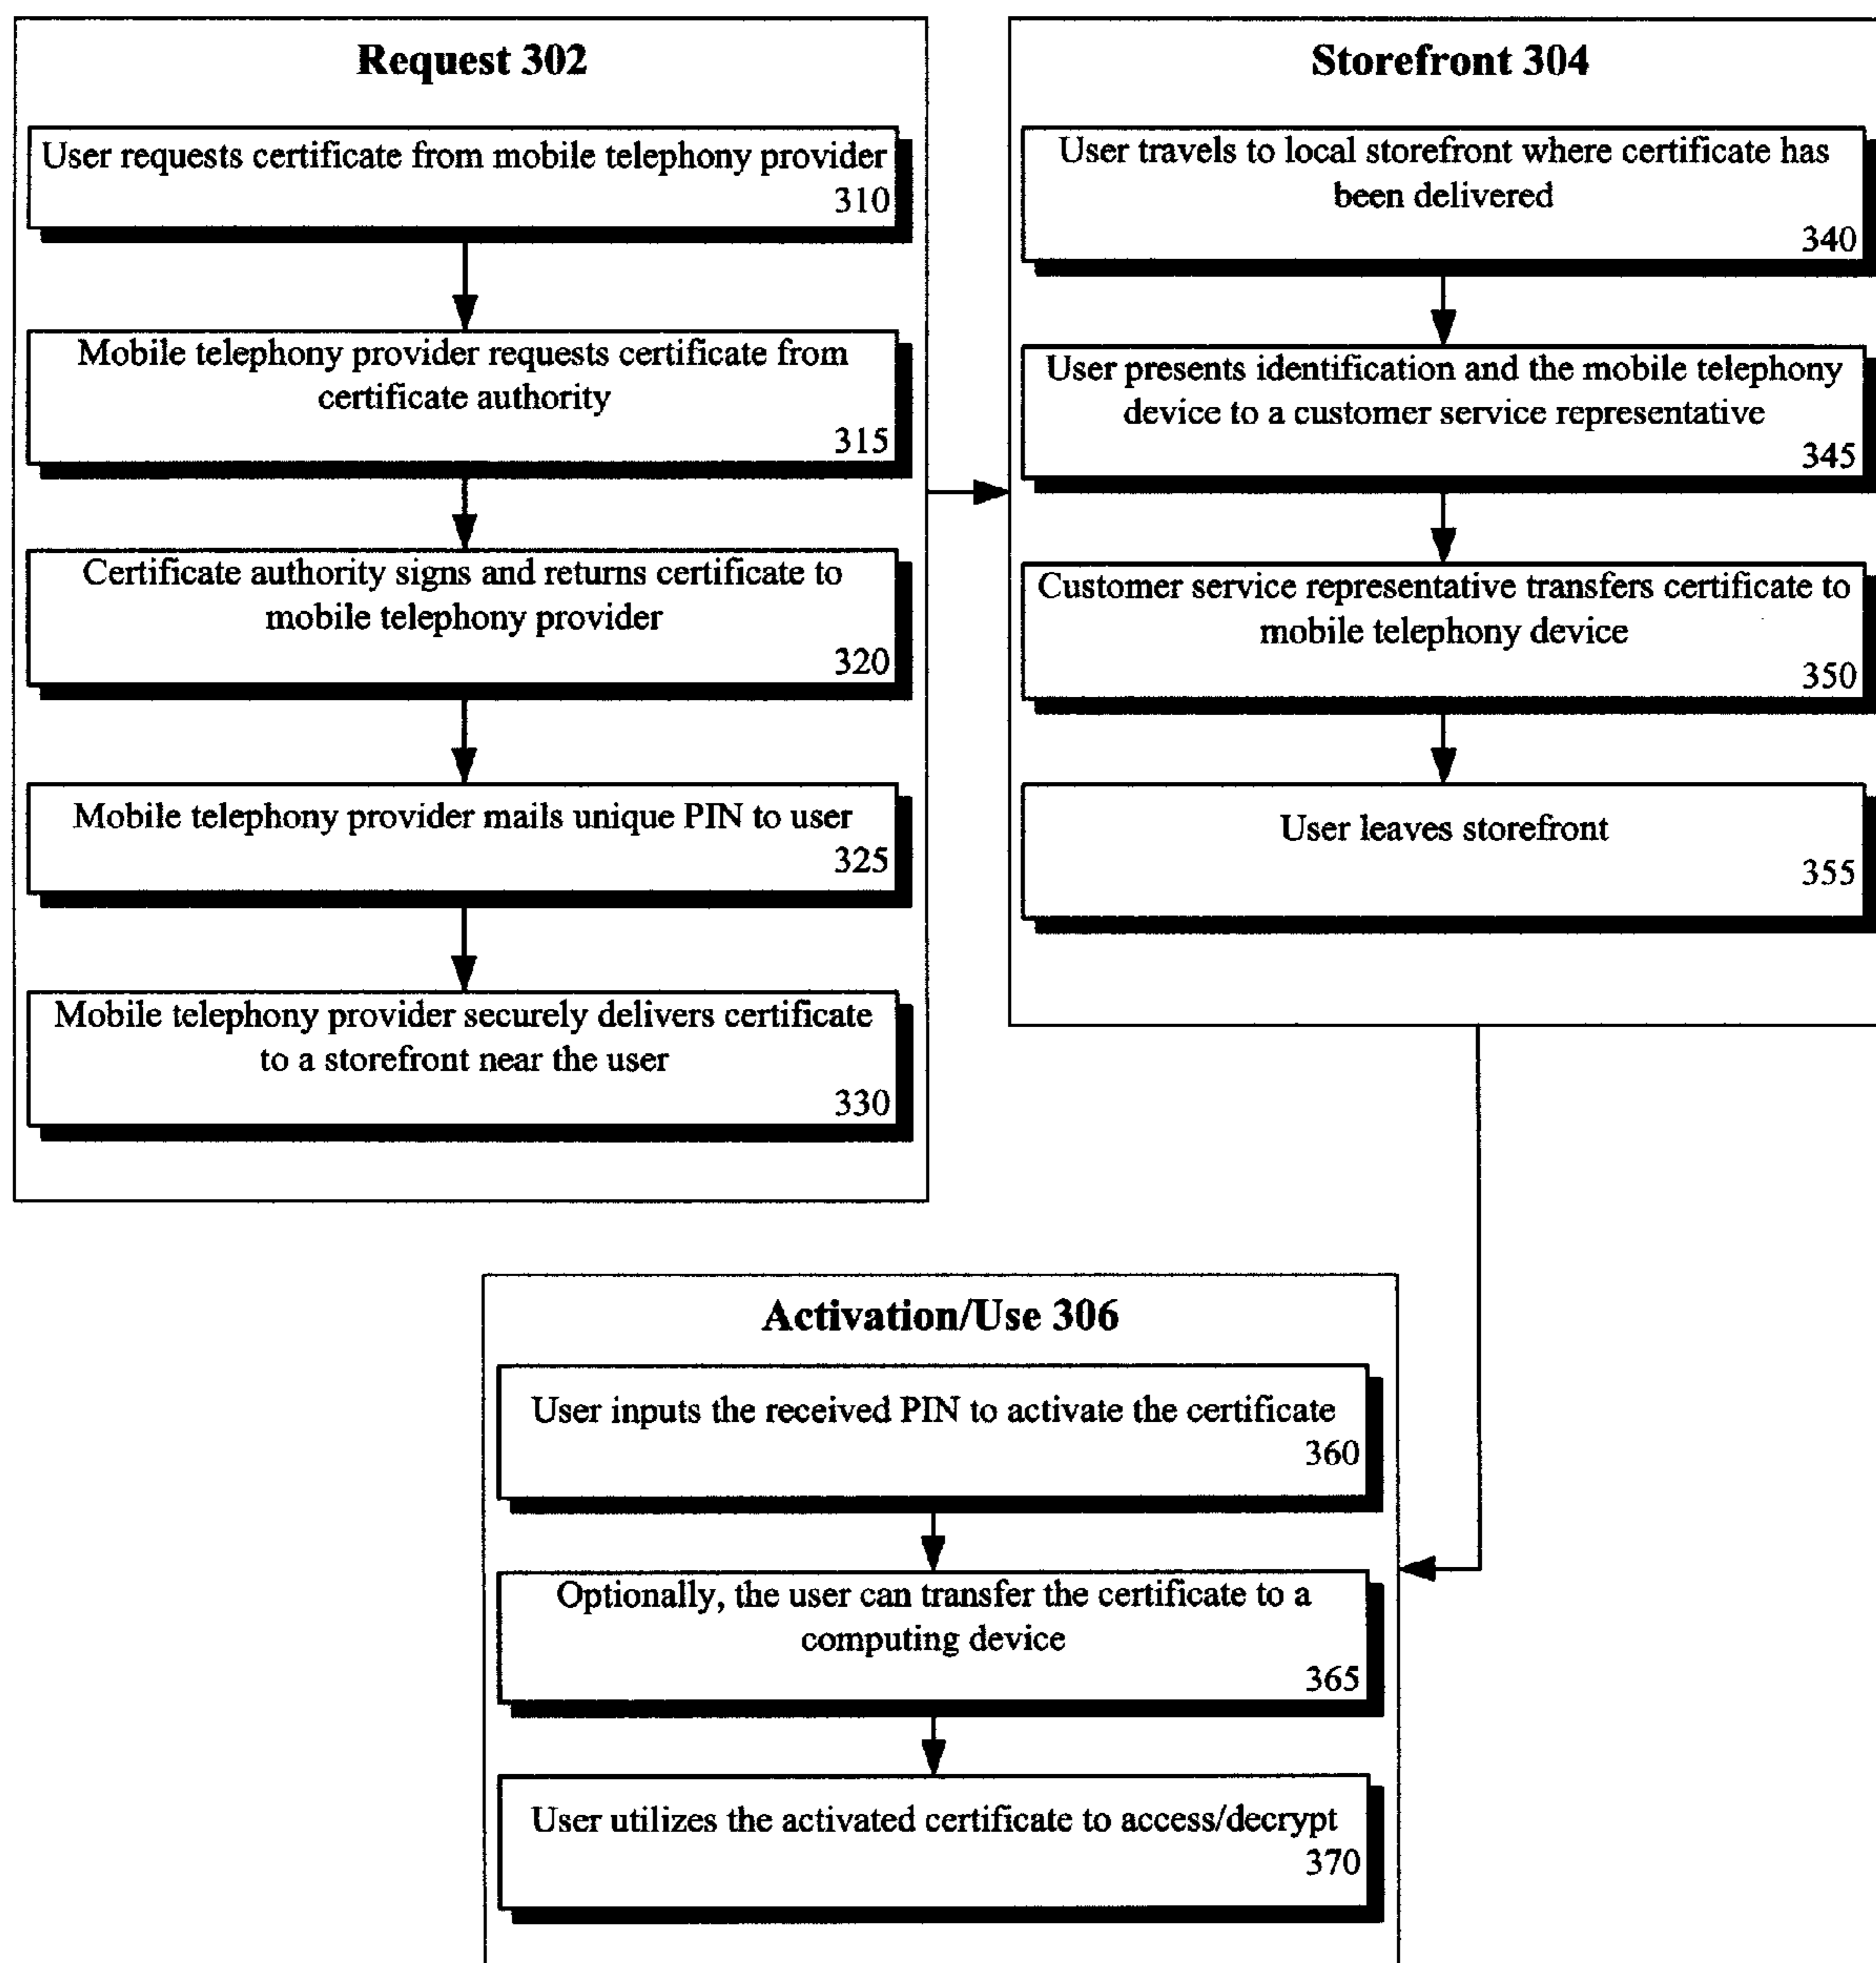 Request 302
User requests certificate from mobile telephony provider
310
Mobile telephony provider requests certificate from
certificate authority
315
Certificate authority signs and returns certificate to
mobile telephony provider
320
Mobile telephony provider mails unique PIN to user
325
Mobile telephony provider securely delivers certificate
to a storefront near the user
330
Storefront 304
User travels to local storefront where certificate has
been delivered
340
User presents identification and the mobile telephony
device to a customer service representative
345
Customer service representative transfers certificate to
mobile telephony device
350
User leaves storefront
355
Activation/Use 306
User inputs the received PIN to activate the certificate
360
Optionally, the user can transfer the certificate to a
computing device
365
User utilizes the activated certificate to access/decrypt
370